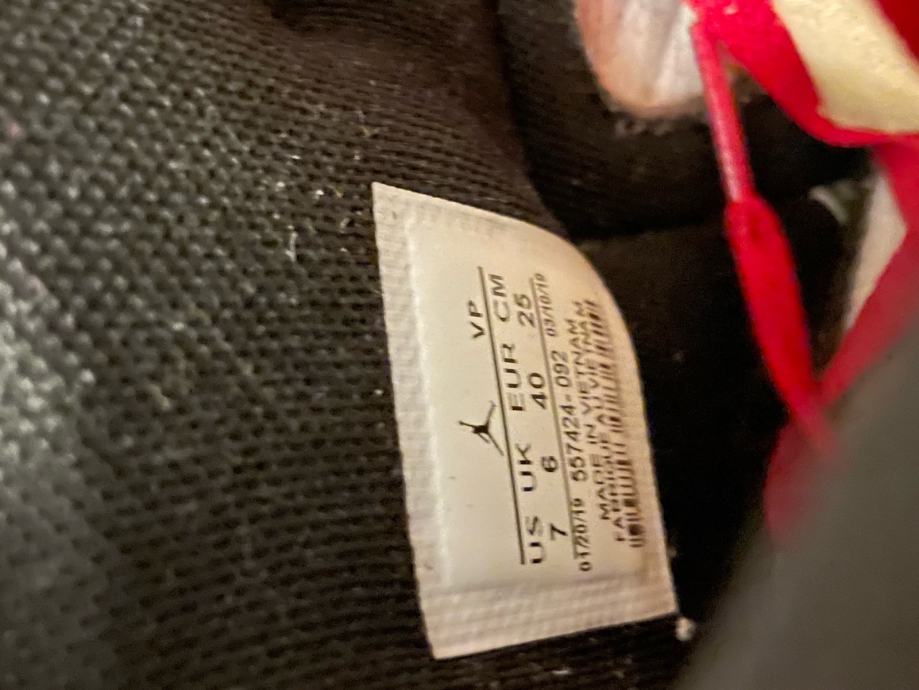 VP
US UK EUR CM
7 6 40 25
01/20/19 557424-092 03/10/19
MADE IN VIETNAM
FABRIQUE AU VIETNAM